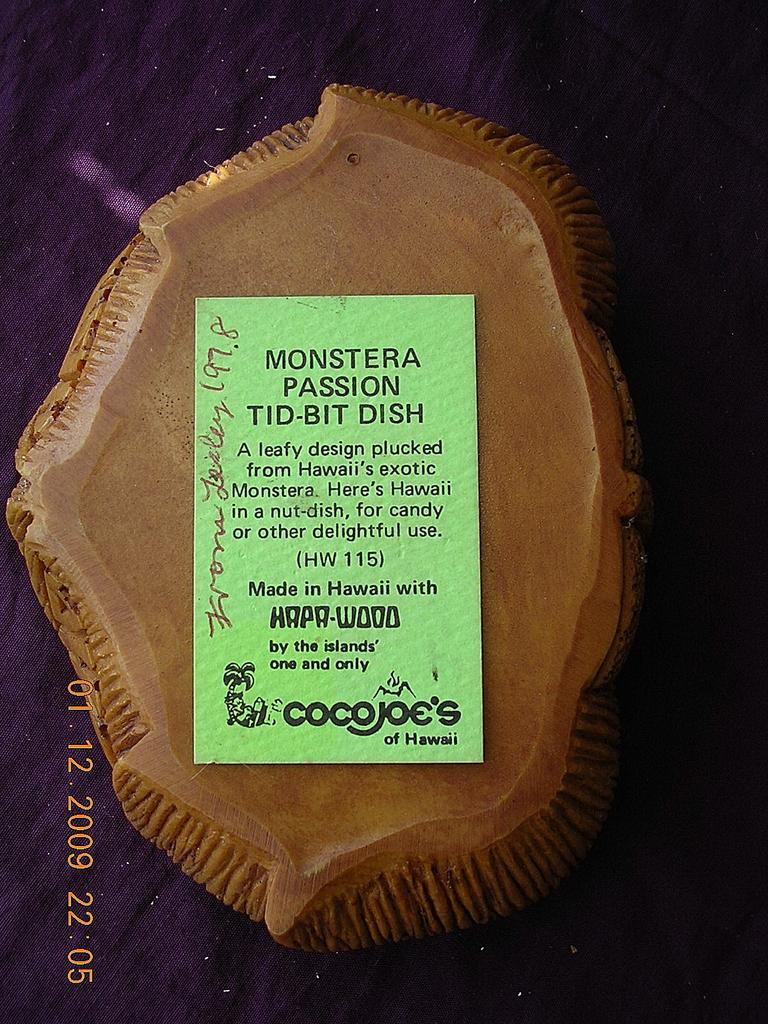 MONSTERA
PASSION
TID-BIT DISH
A leafy design plucked
from Hawaii's exotic
Monstera. Here's Hawaii
in a nut-dish, for candy
or other delightful use.
(HW 115)
Made in Hawaii with
HAPA-WOOD
by the islands'
one and only
COCOJOE'S
of Hawaii
From 1978
01.12.2009 22:05